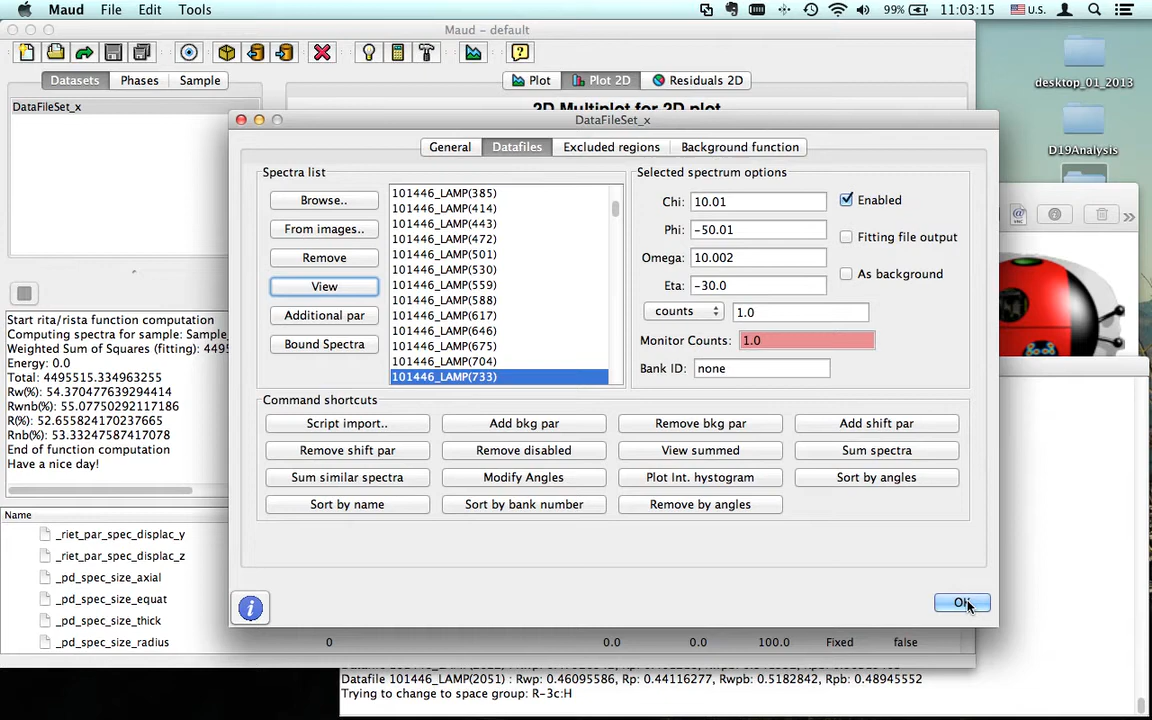 Maud File Edit Tools
99% 11:03:15 U.S.
Maud - default
Datasets Phases Sample
Plot Plot 2D Residuals 2D
desktop_01_2013
DataFileSet_x
2D Multiplot for 2D plot
DataFileSet_x
D19Analysis
General Datafiles Excluded regions Background function
Spectra list
Browse..
From images..
Remove
View
Additional par
Bound Spectra
101446_LAMP(385)
101446_LAMP(414)
101446_LAMP(443)
101446_LAMP(472)
101446_LAMP(501)
101446_LAMP(530)
101446_LAMP(559)
101446_LAMP(588)
101446_LAMP(617)
101446_LAMP(646)
101446_LAMP(675)
101446_LAMP(704)
101446_LAMP(733)
Selected spectrum options
Chi: 10.01
Enabled
Phi: -50.01
Fitting file output
Omega: 10.002
As background
Eta: -30.0
counts 1.0
Monitor Counts: 1.0
Bank ID: none
Command shortcuts
Script import.. Add bkg par Remove bkg par Add shift par
Remove shift par Remove disabled View summed Sum spectra
Sum similar spectra Modify Angles Plot Int. hystogram Sort by angles
Sort by name Sort by bank number Remove by angles
OK
Start rita/rista function computation
Computing spectra for sample: Sample_
Weighted Sum of Squares (fitting): 4495
Energy: 0.0
Total: 4495515.334963255
Rw(%): 54.370477639294414
Rwnb(%): 55.07750292117186
R(%): 52.655824170237665
Rnb(%): 53.33247587417078
End of function computation
Have a nice day!
Name
_riet_par_spec_displac_y
_riet_par_spec_displac_z
_pd_spec_size_axial
_pd_spec_size_equat
_pd_spec_size_thick
_pd_spec_size_radius 0 0.0 0.0 100.0 Fixed false
Datafile 101446_LAMP(2051) : Rwp: 0.46095586, Rp: 0.44116277, Rwpb: 0.5182842, Rpb: 0.48945552
Trying to change to space group: R-3c:H